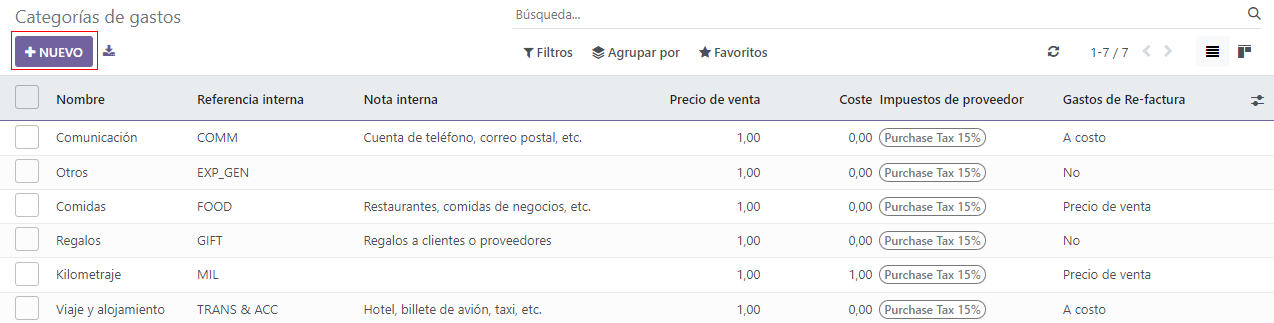 Categorías de gastos
Búsqueda...
NUEVO
Filtros Agrupar por Favoritos
1-7 / 7
Nombre Referencia interna Nota interna Precio de venta Coste Impuestos de proveedor Gastos de Re-factura
Comunicación COMM Cuenta de teléfono, correo postal, etc. 1,00 0,00 Purchase Tax 15% A costo
Otros EXP_GEN 1,00 0,00 Purchase Tax 15% No
Comidas FOOD Restaurantes, comidas de negocios, etc. 1,00 0,00 Purchase Tax 15% Precio de venta
Regalos GIFT Regalos a clientes o proveedores 1,00 0,00 Purchase Tax 15% No
Kilometraje MIL 1,00 1,00 Purchase Tax 15% Precio de venta
Viaje y alojamiento TRANS & ACC Hotel, billete de avión, taxi, etc. 1,00 0,00 Purchase Tax 15% A costo